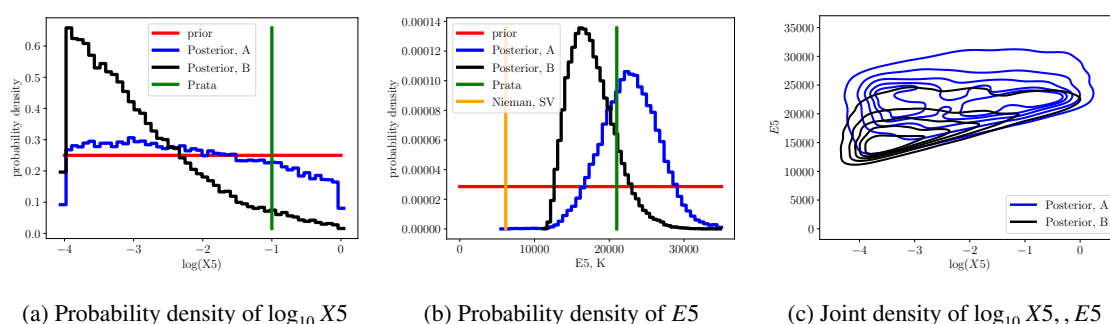 prior
Posterior, A
Posterior, B
Prata
probability density
0.6
0.5
0.4
0.3
0.2
0.1
0.0
−4
−3
−2
−1
0
log(X5)
(a) Probability density of log10 X5
prior
Posterior, A
Posterior, B
Prata
Nieman, SV
probability density
0.00014
0.00012
0.00010
0.00008
0.00006
0.00004
0.00002
0.00000
0
10000
20000
30000
E5, K
(b) Probability density of E5
E5
35000
30000
25000
20000
15000
10000
5000
0
Posterior, A
Posterior, B
−4
−3
−2
−1
0
log(X5)
(c) Joint density of log10 X5, , E5